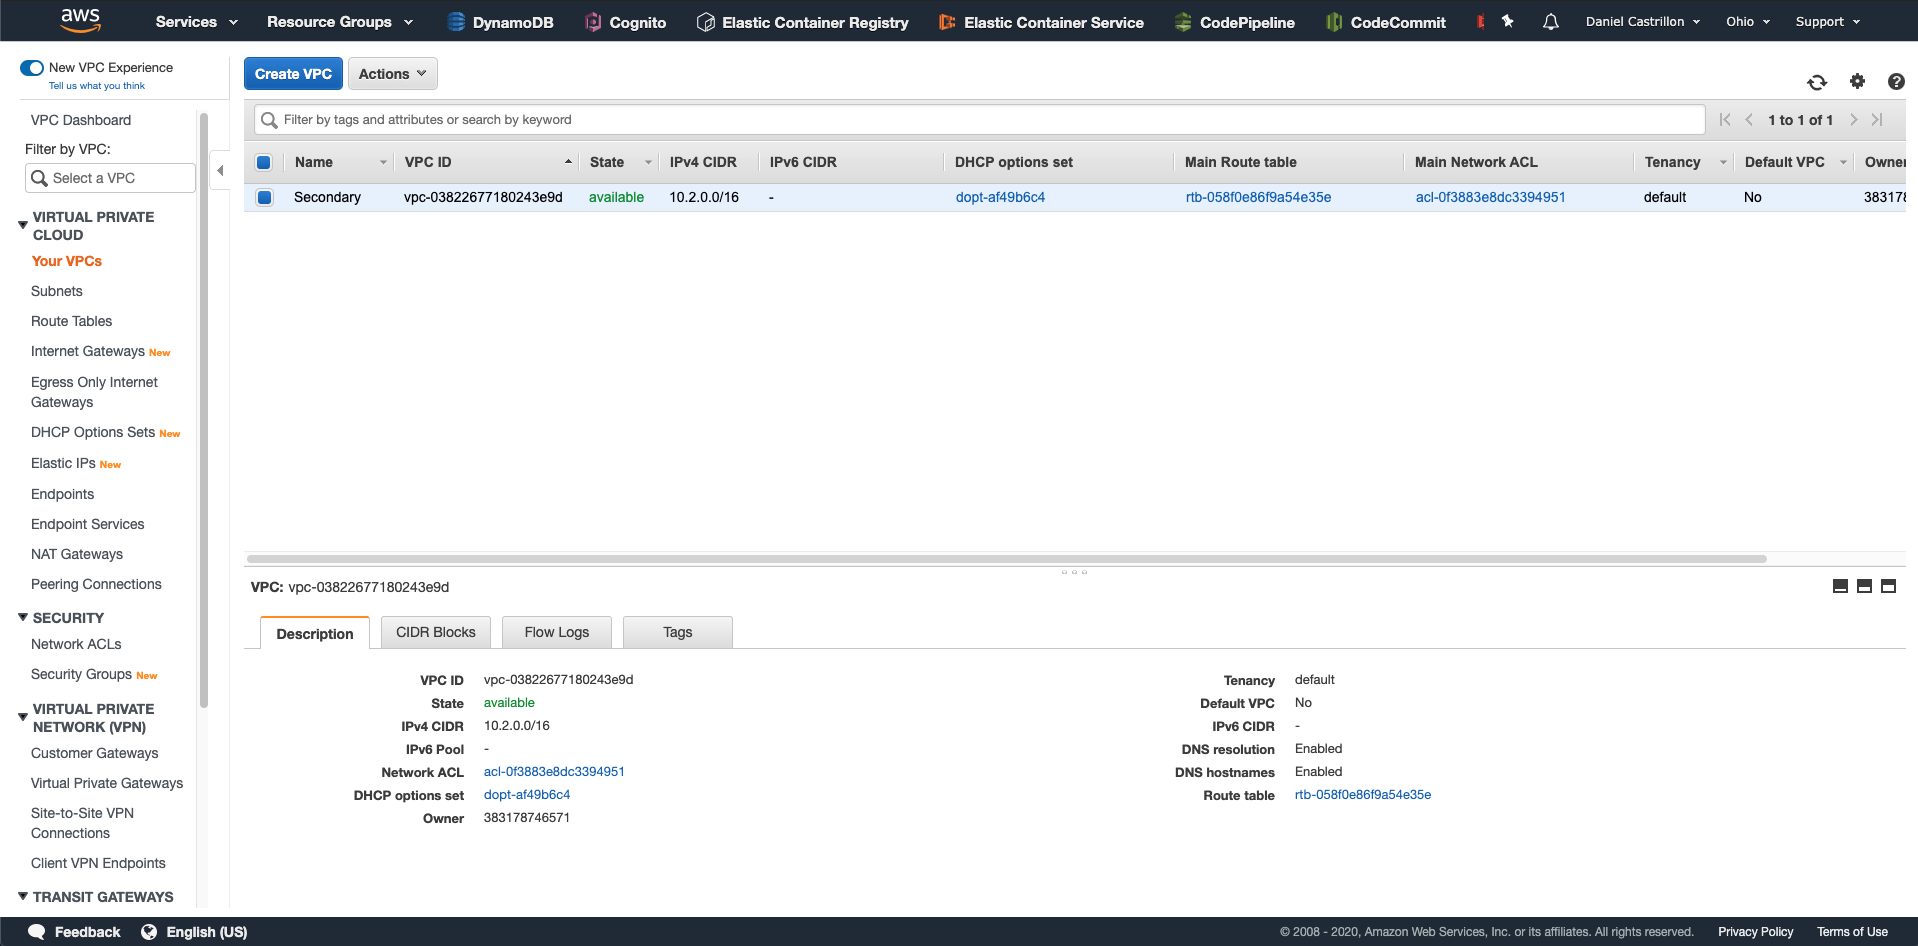 aws Services Resource Groups DynamoDB Cognito Elastic Container Registry Elastic Container Service CodePipeline CodeCommit Daniel Castrillon Ohio Support
New VPC Experience
Tell us what you think
VPC Dashboard
Filter by VPC:
Select a VPC
VIRTUAL PRIVATE
CLOUD
Your VPCs
Subnets
Route Tables
Internet Gateways New
Egress Only Internet
Gateways
DHCP Options Sets New
Elastic IPs New
Endpoints
Endpoint Services
NAT Gateways
Peering Connections
SECURITY
Network ACLs
Security Groups New
VIRTUAL PRIVATE
NETWORK (VPN)
Customer Gateways
Virtual Private Gateways
Site-to-Site VPN
Connections
Client VPN Endpoints
TRANSIT GATEWAYS
Create VPC Actions
Filter by tags and attributes or search by keyword
1 to 1 of 1
Name VPC ID State IPv4 CIDR IPv6 CIDR DHCP options set Main Route table Main Network ACL Tenancy Default VPC Owner
Secondary vpc-03822677180243e9d available 10.2.0.0/16 - dopt-af49b6c4 rtb-058f0e86f9a54e35e acl-0f3883e8dc3394951 default No 38317
VPC: vpc-03822677180243e9d
Description CIDR Blocks Flow Logs Tags
VPC ID vpc-03822677180243e9d
State available
IPv4 CIDR 10.2.0.0/16
IPv6 Pool -
Network ACL acl-0f3883e8dc3394951
DHCP options set dopt-af49b6c4
Owner 383178746571
Tenancy default
Default VPC No
IPv6 CIDR -
DNS resolution Enabled
DNS hostnames Enabled
Route table rtb-058f0e86f9a54e35e
Feedback English (US) © 2008 - 2020, Amazon Web Services, Inc. or its affiliates. All rights reserved. Privacy Policy Terms of Use